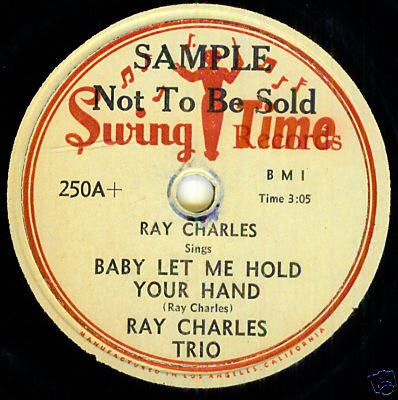 SAMPLE
Not To Be Sold
Swing Time
Records
250A+
BMI
Time 3:05
RAY CHARLES
Sings
BABY LET ME HOLD
YOUR HAND
(Ray Charles)
RAY CHARLES
TRIO
MANUFACTURED IN LOS ANGELES, CALIFORNIA